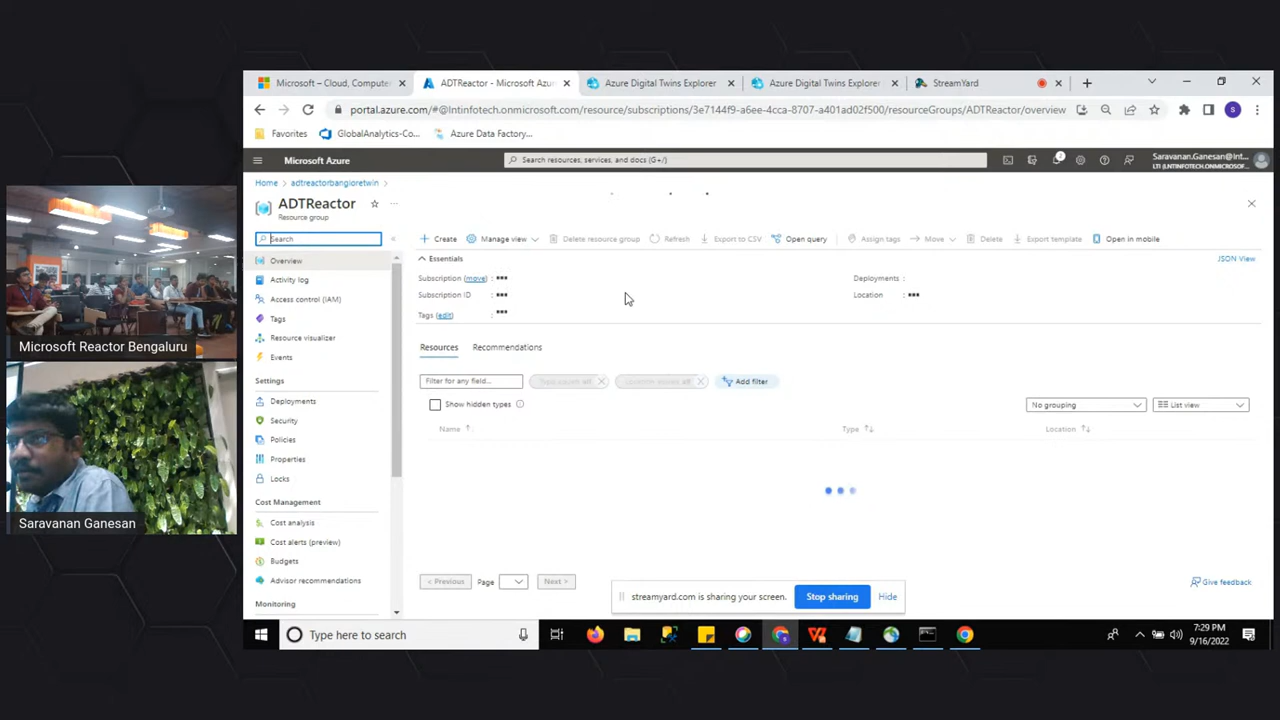 Microsoft – Cloud, Compute
ADTReactor - Microsoft Azu
Azure Digital Twins Explorer
Azure Digital Twins Explorer
StreamYard
portal.azure.com/#@lntinfotech.onmicrosoft.com/resource/subscriptions/3e7144f9-a6ee-4cca-8707-a401ad02f500/resourceGroups/ADTReactor/overview
Favorites
GlobalAnalytics-Co...
Azure Data Factory...
Microsoft Azure
Search resources, services, and docs (G+/)
2
Saravanan.Ganesan@lnt...
LTI (LNTINFOTECH.ONMICROSOF...
Home > adtreactorbangloretwin >
ADTReactor
Resource group
Search
Create
Manage view
Delete resource group
Refresh
Export to CSV
Open query
Assign tags
Move
Delete
Export template
Open in mobile
Overview
Activity log
Access control (IAM)
Tags
Resource visualizer
Events
Settings
Deployments
Security
Policies
Properties
Locks
Cost Management
Cost analysis
Cost alerts (preview)
Budgets
Advisor recommendations
Monitoring
Essentials
JSON View
Subscription (move) : ***
Deployments :
Subscription ID : ***
Location : ***
Tags (edit) : ***
Resources
Recommendations
Filter for any field...
Add filter
Show hidden types
No grouping
List view
Name
Type
Location
< Previous
Page
Next >
Give feedback
streamyard.com is sharing your screen.
Stop sharing
Hide
Type here to search
7:29 PM
9/16/2022
Microsoft Reactor Bengaluru
Saravanan Ganesan